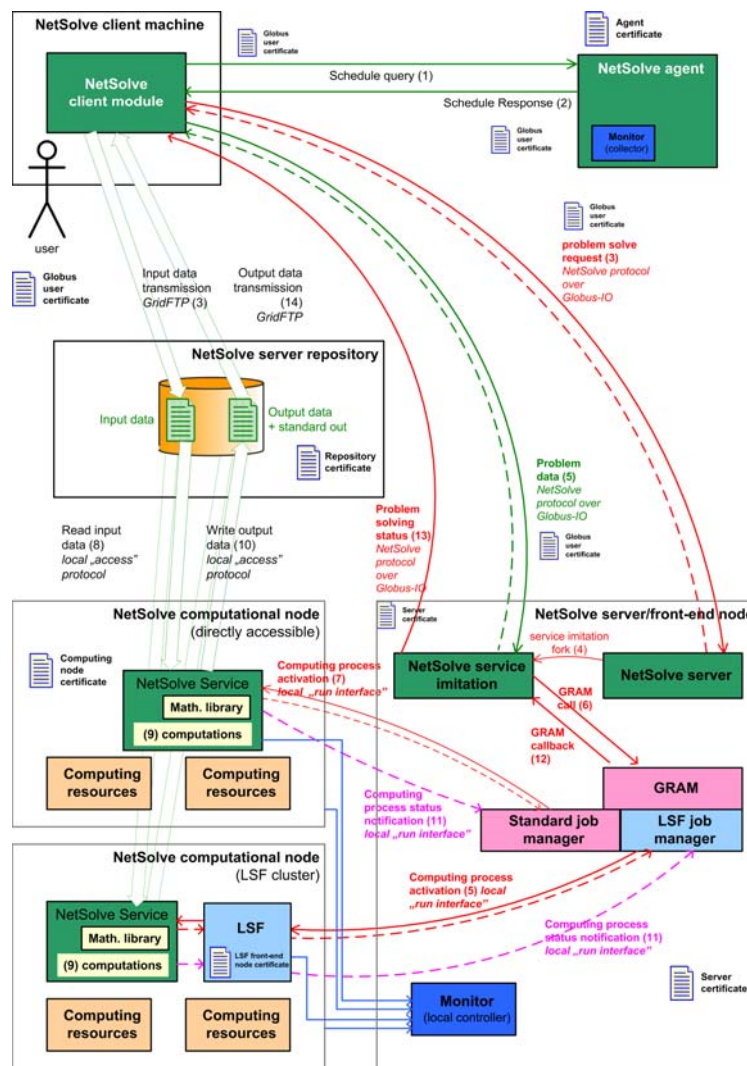 NetSolve client machine
NetSolve
client module
user
Globus
user
certificate
Globus
user
certificate
Schedule query (1)
Schedule Response (2)
Agent
certificate
NetSolve agent
Monitor
(collector)
Globus
user
certificate
Globus
user
certificate
problem solve
request (3)
NetSolve protocol
over
Globus-IO
Input data
transmission
GridFTP (3)
Output data
transmission
(14)
GridFTP
NetSolve server repository
Input data
Output data
+ standard out
Repository
certificate
Problem
data (5)
NetSolve
protocol over
Globus-IO
Globus
user
certificate
Problem
solving
status (13)
NetSolve
protocol
over
Globus-IO
Read input
data (8)
local „access”
protocol
Write output
data (10)
local „access”
protocol
NetSolve computational node
(directly accessible)
Computing
node
certificate
NetSolve Service
Math. library
(9) computations
Computing
resources
Computing
resources
Computing process
activation (7)
local „run interface”
Server
certificate
NetSolve server/front-end node
service imitation
fork (4)
NetSolve service
imitation
NetSolve server
GRAM
call (6)
GRAM
callback
(12)
GRAM
Standard job
manager
LSF job
manager
Computing
process status
notification (11)
local „run interface”
NetSolve computational node
(LSF cluster)
NetSolve Service
Math. library
(9) computations
LSF
LSF front-end
node certificate
Computing
resources
Computing
resources
Computing process
activation (5) local
„run interface”
Computing process
status notification (11)
local „run interface”
Monitor
(local controller)
Server
certificate